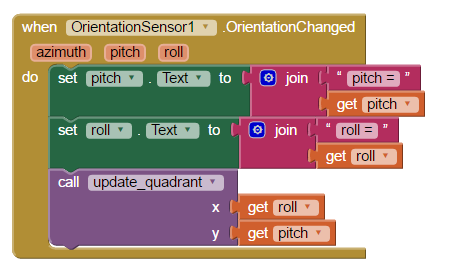 when OrientationSensor1 .OrientationChanged
azimuth pitch roll
do set pitch . Text to join " pitch = "
get pitch
set roll . Text to join " roll = "
get roll
call update_quadrant
x get roll
y get pitch